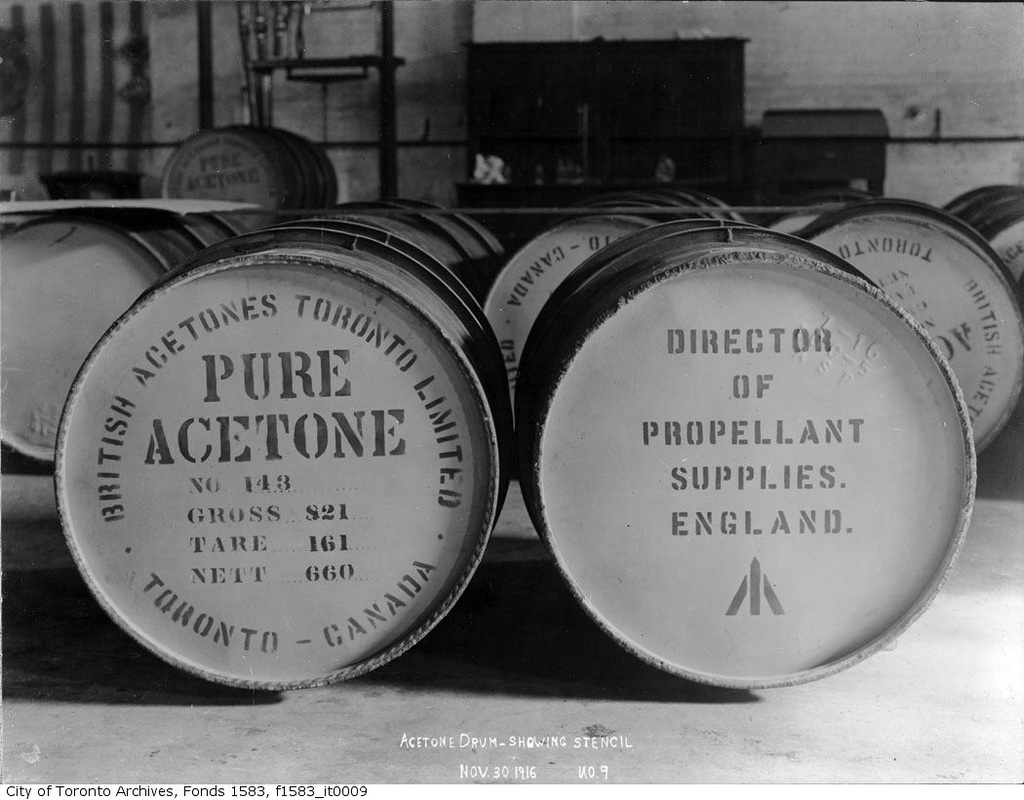 BRITISH ACETONES TORONTO LIMITED
PURE
ACETONE
NO. 143
GROSS 821
TARE 161
NETT 660
TORONTO - CANADA
DIRECTOR
OF
PROPELLANT
SUPPLIES.
ENGLAND.
PURE
ACETONE
- CANADA
TORONTO
BRITISH ACET
ACETONE DRUM - SHOWING STENCIL
NOV. 30 1916 NO. 9
City of Toronto Archives, Fonds 1583, f1583_it0009